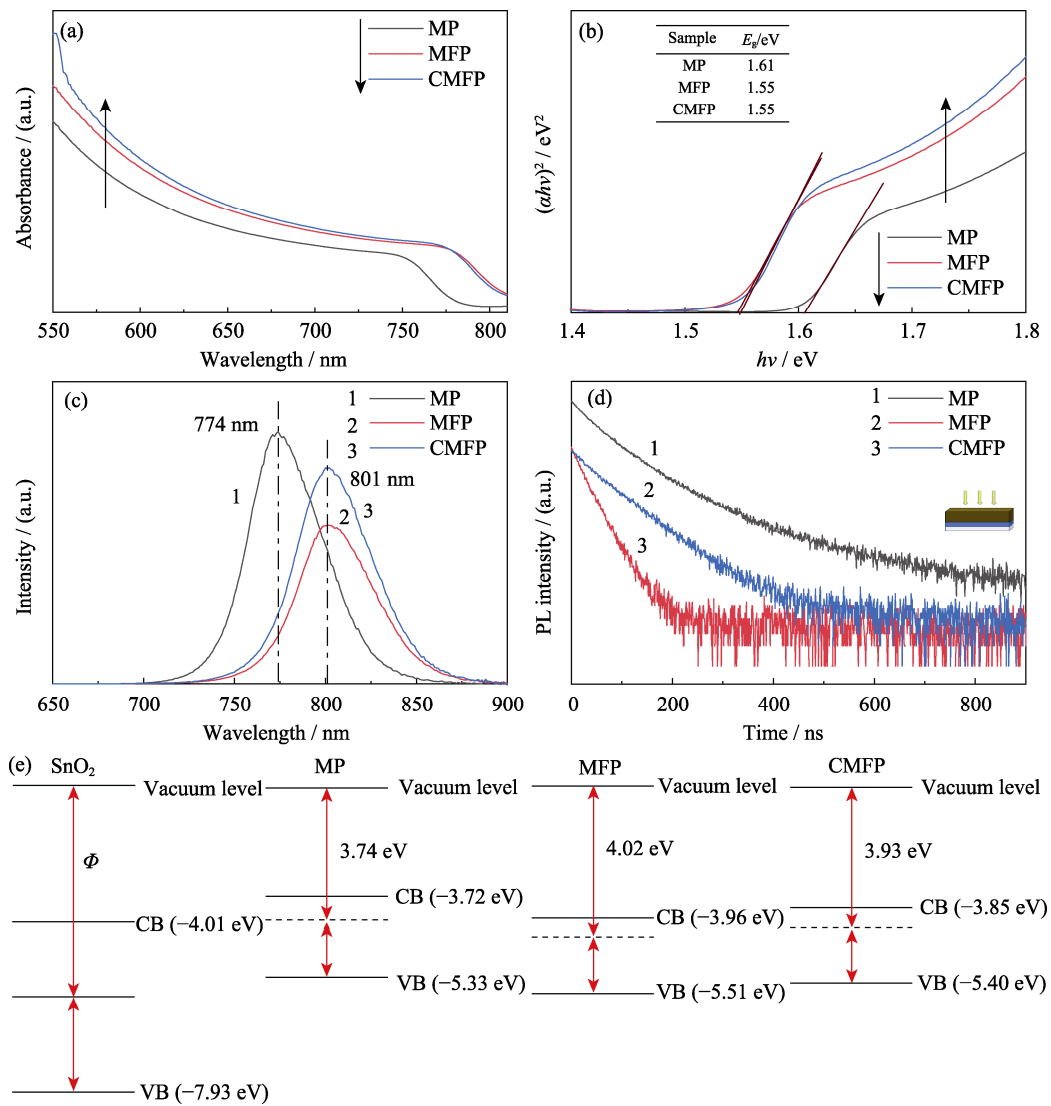 (a)
MP
MFP
CMFP
Absorbance / (a.u.)
550 600 650 700 750 800
Wavelength / nm
(b)
Sample Eg/eV
MP 1.61
MFP 1.55
CMFP 1.55
MP
MFP
CMFP
(αhν)² / eV²
1.4 1.5 1.6 1.7 1.8
hν / eV
(c)
1 MP
2 MFP
3 CMFP
774 nm
801 nm
1
2
3
Intensity / (a.u.)
650 700 750 800 850 900
Wavelength / nm
(d)
1 MP
2 MFP
3 CMFP
1
2
3
PL intensity / (a.u.)
0 200 400 600 800
Time / ns
(e)
SnO₂ MP MFP CMFP
Vacuum level Vacuum level Vacuum level Vacuum level
Φ 3.74 eV 4.02 eV 3.93 eV
CB (−4.01 eV) CB (−3.72 eV) CB (−3.96 eV) CB (−3.85 eV)
VB (−5.33 eV) VB (−5.51 eV) VB (−5.40 eV)
VB (−7.93 eV)